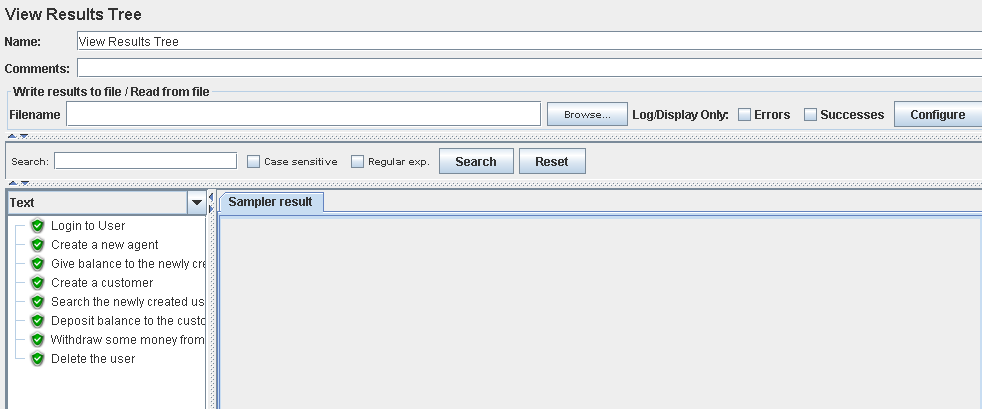 View Results Tree
Name: View Results Tree
Comments:
Write results to file / Read from file
Filename Browse... Log/Display Only: Errors Successes Configure
Search: Case sensitive Regular exp. Search Reset
Text Sampler result
Login to User
Create a new agent
Give balance to the newly cre
Create a customer
Search the newly created us
Deposit balance to the custo
Withdraw some money from
Delete the user